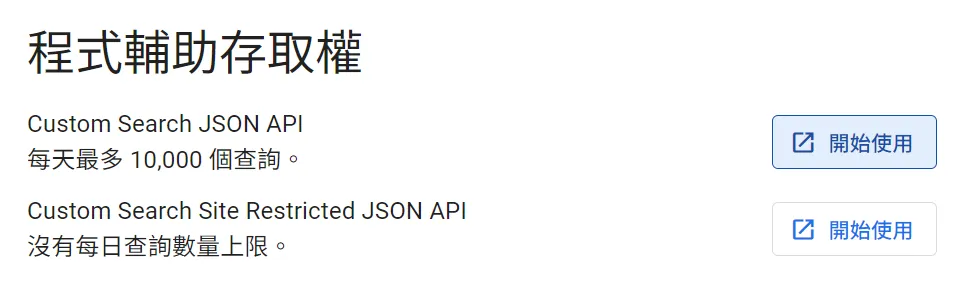 程式輔助存取權
Custom Search JSON API
每天最多 10,000 個查詢。
開始使用
Custom Search Site Restricted JSON API
沒有每日查詢數量上限。
開始使用